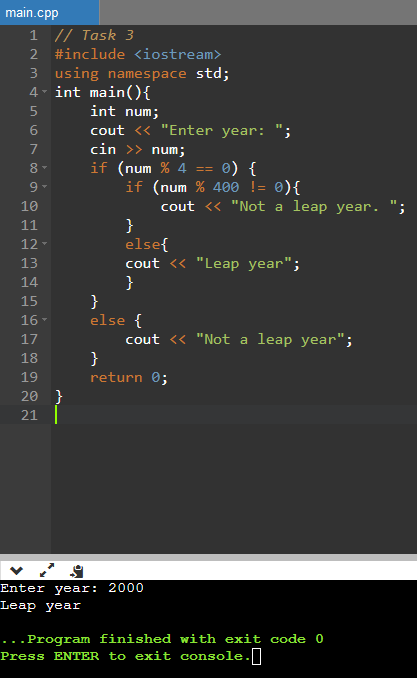 main.cpp
1 // Task 3
2 #include <iostream>
3 using namespace std;
4 int main(){
5     int num;
6     cout << "Enter year: ";
7     cin >> num;
8     if (num % 4 == 0) {
9         if (num % 400 != 0){
10             cout << "Not a leap year. ";
11         }
12         else{
13         cout << "Leap year";
14         }
15     }
16     else {
17         cout << "Not a leap year";
18     }
19     return 0;
20 }
21
Enter year: 2000
Leap year
...Program finished with exit code 0
Press ENTER to exit console.